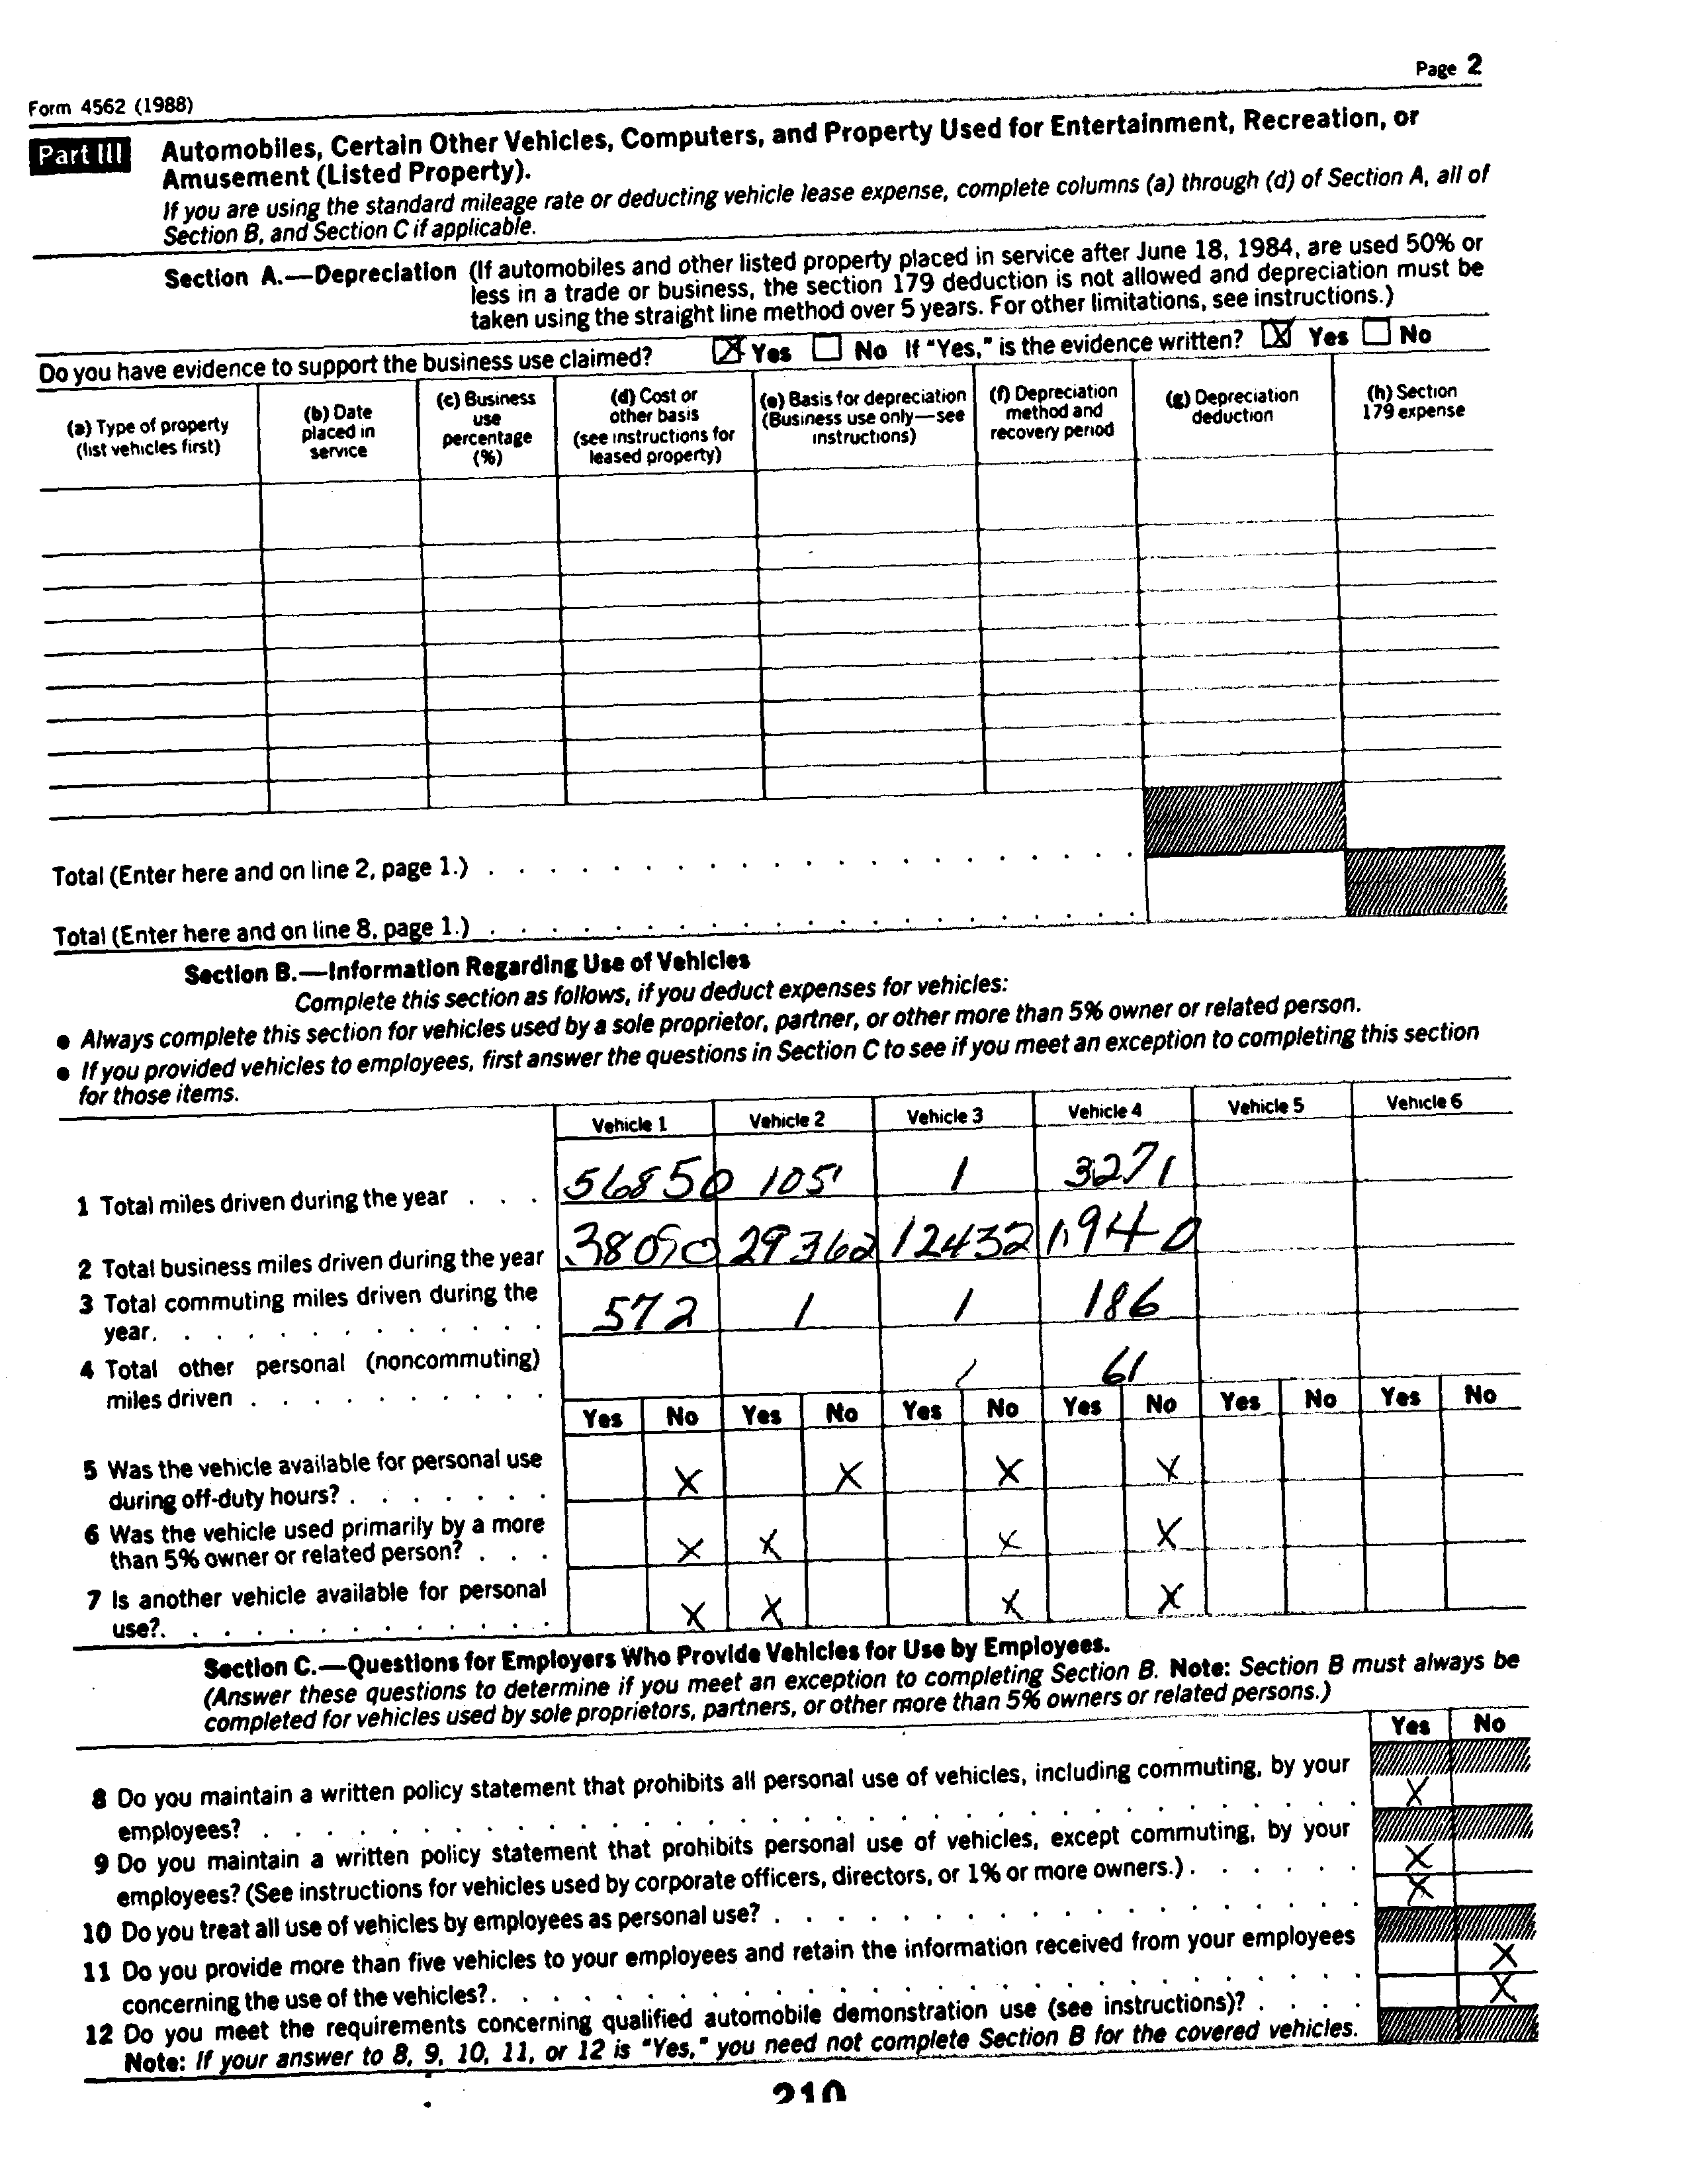 Page 2
Form 4562 (1988)
Part III Automobiles, Certain Other Vehicles, Computers, and Property Used for Entertainment, Recreation, or
Amusement (Listed Property).
If you are using the standard mileage rate or deducting vehicle lease expense, complete columns (a) through (d) of Section A, all of
Section B, and Section C if applicable.
Section A.—Depreciation (If automobiles and other listed property placed in service after June 18, 1984, are used 50% or
less in a trade or business, the section 179 deduction is not allowed and depreciation must be
taken using the straight line method over 5 years. For other limitations, see instructions.)
Do you have evidence to support the business use claimed? X Yes No If "Yes," is the evidence written? X Yes No
(a) Type of property
(list vehicles first)
(b) Date
placed in
service
(c) Business
use
percentage
(%)
(d) Cost or
other basis
(see instructions for
leased property)
(e) Basis for depreciation
(Business use only—see
instructions)
(f) Depreciation
method and
recovery period
(g) Depreciation
deduction
(h) Section
179 expense
Total (Enter here and on line 2, page 1.) . . . . . . . . . . . . . . . . . . . . .
Total (Enter here and on line 8, page 1.) . . . . . . . . . . . . . . . . . . . . .
Section B.—Information Regarding Use of Vehicles
Complete this section as follows, if you deduct expenses for vehicles:
● Always complete this section for vehicles used by a sole proprietor, partner, or other more than 5% owner or related person.
● If you provided vehicles to employees, first answer the questions in Section C to see if you meet an exception to completing this section
for those items.
Vehicle 1 Vehicle 2 Vehicle 3 Vehicle 4 Vehicle 5 Vehicle 6
1 Total miles driven during the year . . . 56850 105 1 3271
2 Total business miles driven during the year 38090 29362 12432 1,940
3 Total commuting miles driven during the
year. . . . . . . . . . . . . 572 1 1 186
4 Total other personal (noncommuting)
miles driven . . . . . . . . . . / 61
Yes No Yes No Yes No Yes No Yes No Yes No
5 Was the vehicle available for personal use
during off-duty hours? . . . . . . . X X X X
6 Was the vehicle used primarily by a more
than 5% owner or related person? . . . X X X X
7 Is another vehicle available for personal
use?. . . . . . . . . . . . . X X X X
Section C.—Questions for Employers Who Provide Vehicles for Use by Employees.
(Answer these questions to determine if you meet an exception to completing Section B. Note: Section B must always be
completed for vehicles used by sole proprietors, partners, or other more than 5% owners or related persons.)
Yes No
8 Do you maintain a written policy statement that prohibits all personal use of vehicles, including commuting, by your
employees? . . . . . . . . . . . . . . . . . . . . X
9 Do you maintain a written policy statement that prohibits personal use of vehicles, except commuting, by your
employees? (See instructions for vehicles used by corporate officers, directors, or 1% or more owners.) . . . . . . X
10 Do you treat all use of vehicles by employees as personal use? . . . . . . . . . . . . . . . . . . . X
11 Do you provide more than five vehicles to your employees and retain the information received from your employees
concerning the use of the vehicles?. . . . . . . . . . . . . . . . . . . . X
12 Do you meet the requirements concerning qualified automobile demonstration use (see instructions)? . . . . X
Note: If your answer to 8, 9, 10, 11, or 12 is "Yes," you need not complete Section B for the covered vehicles.
210